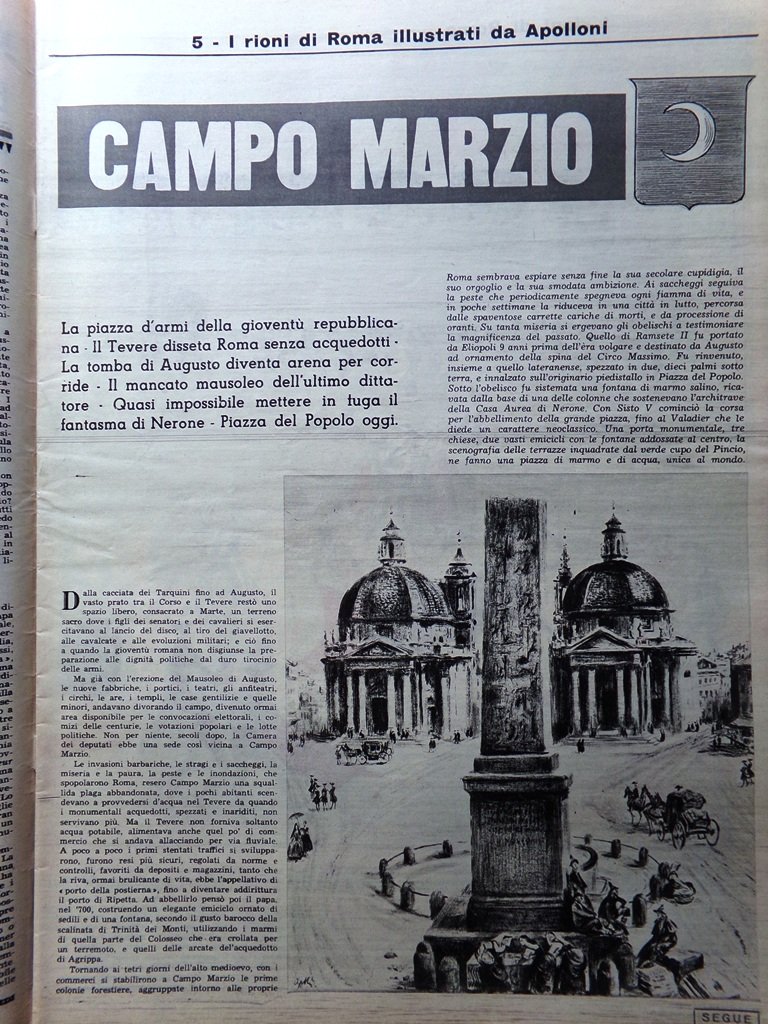 5 - I rioni di Roma illustrati da Apolloni
CAMPO MARZIO
La piazza d'armi della gioventù repubblica-
na - Il Tevere disseta Roma senza acquedotti -
La tomba di Augusto diventa arena per cor-
ride - Il mancato mausoleo dell'ultimo ditta-
tore - Quasi impossibile mettere in fuga il
fantasma di Nerone - Piazza del Popolo oggi.
Roma sembrava espiare senza fine la sua secolare cupidigia, il
suo orgoglio e la sua smodata ambizione. Ai saccheggi seguiva
la peste che periodicamente spegneva ogni fiamma di vita, e
in poche settimane la riduceva in una città in lutto, percorsa
dalle spaventose carrette cariche di morti, e da processione di
oranti. Su tanta miseria si ergevano gli obelischi a testimoniare
la magnificenza del passato. Quello di Ramsete II fu portato
da Eliopoli 9 anni prima dell'èra volgare e destinato da Augusto
ad ornamento della spina del Circo Massimo. Fu rinvenuto,
insieme a quello lateranense, spezzato in due, dieci palmi sotto
terra, e innalzato sull'originario piedistallo in Piazza del Popolo.
Sotto l'obelisco fu sistemata una fontana di marmo salino, rica-
vata dalla base di una delle colonne che sostenevano l'architrave
della Casa Aurea di Nerone. Con Sisto V cominciò la corsa
per l'abbellimento della grande piazza, fino al Valadier che le
diede un carattere neoclassico. Una porta monumentale, tre
chiese, due vasti emicicli con le fontane addossate al centro, la
scenografia delle terrazze inquadrate dal verde cupo del Pincio,
ne fanno una piazza di marmo e di acqua, unica al mondo.
Dalla cacciata dei Tarquini fino ad Augusto, il
vasto prato tra il Corso e il Tevere restò uno
spazio libero, consacrato a Marte, un terreno
sacro dove i figli dei senatori e dei cavalieri si eser-
citavano al lancio del disco, al tiro del giavellotto,
alle cavalcate e alle evoluzioni militari; e ciò fino
a quando la gioventù romana non disgiunse la pre-
parazione alle dignità politiche dal duro tirocinio
delle armi.
Ma già con l'erezione del Mausoleo di Augusto,
le nuove fabbriche, i portici, i teatri, gli anfiteatri,
i circhi, le are, i templi, le case gentilizie e quelle
minori, andavano divorando il campo, divenuto ormai
area disponibile per le convocazioni elettorali, i co-
mizi delle centurie, le votazioni popolari e le lotte
politiche. Non per niente, secoli dopo, la Camera
dei deputati ebbe una sede così vicina a Campo
Marzio.
Le invasioni barbariche, le stragi e i saccheggi, la
miseria e la paura, la peste e le inondazioni, che
spopolarono Roma, resero Campo Marzio una squal-
lida plaga abbandonata, dove i pochi abitanti scen-
devano a provvedersi d'acqua nel Tevere da quando
i monumentali acquedotti, spezzati e inariditi, non
servivano più. Ma il Tevere non forniva soltanto
acqua potabile, alimentava anche quel po' di com-
mercio che si andava allacciando per via fluviale.
A poco a poco i primi stentati traffici si sviluppa-
rono, furono resi più sicuri, regolati da norme e
controlli, favoriti da depositi e magazzini, tanto che
la riva, ormai brulicante di vita, ebbe l'appellativo di
« porto della postierna », fino a diventare addirittura
il porto di Ripetta. Ad abbellirlo pensò poi il papa,
nel '700, costruendo un elegante emiciclo ornato di
sedili e di una fontana, secondo il gusto barocco della
scalinata di Trinità dei Monti, utilizzando i marmi
di quella parte del Colosseo che era crollata per
un terremoto, e quelli delle arcate del'acquedotto
di Agrippa.
Tornando ai tetri giorni dell'alto medioevo, con i
commerci si stabilirono a Campo Marzio le prime
colonie forestiere, aggruppate intorno alle proprie
SEGUE